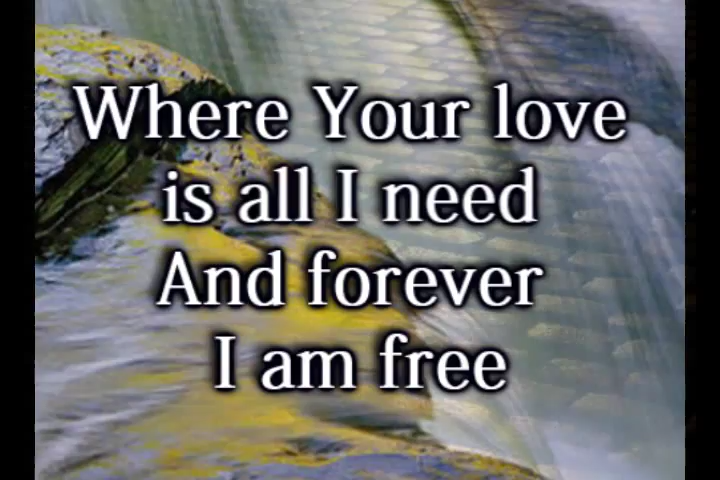 Where Your love
is all I need
And forever
I am free